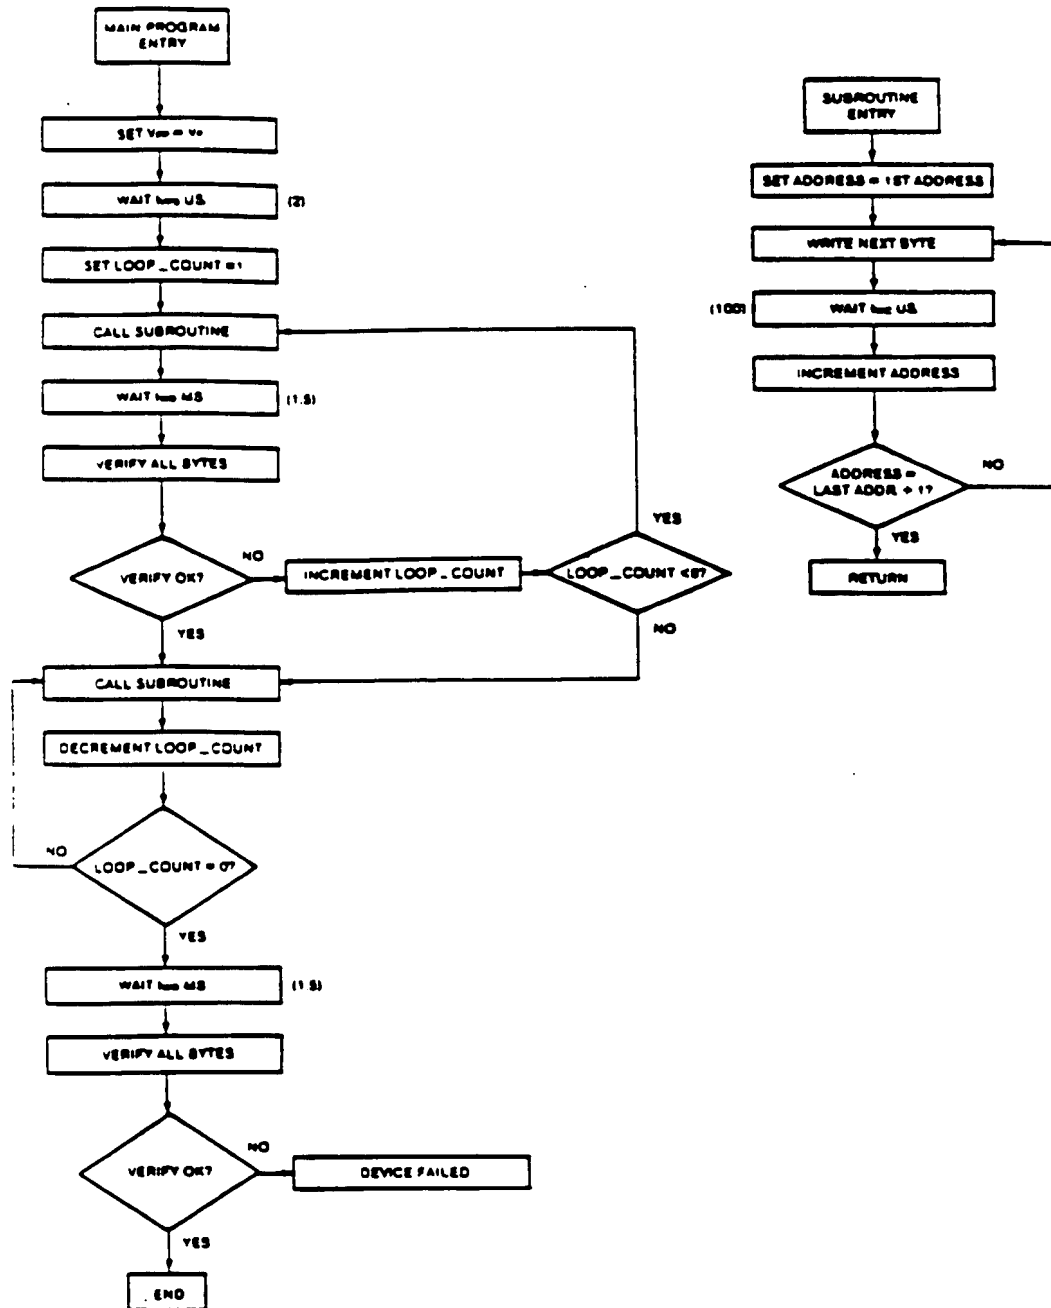 MAIN PROGRAM
ENTRY
SET VPP = VP
WAIT US
(2)
SET LOOP_COUNT = 1
CALL SUBROUTINE
WAIT MS
(1.5)
VERIFY ALL BYTES
VERIFY OK?
NO
INCREMENT LOOP_COUNT
LOOP_COUNT <
YES
NO
YES
CALL SUBROUTINE
DECREMENT LOOP_COUNT
LOOP_COUNT = 0?
NO
YES
WAIT MS
(1.5)
VERIFY ALL BYTES
VERIFY OK?
NO
DEVICE FAILED
YES
END
SUBROUTINE
ENTRY
SET ADDRESS = 1ST ADDRESS
WRITE NEXT BYTE
(100)
WAIT US
INCREMENT ADDRESS
ADDRESS =
LAST ADDR + 1?
NO
YES
RETURN